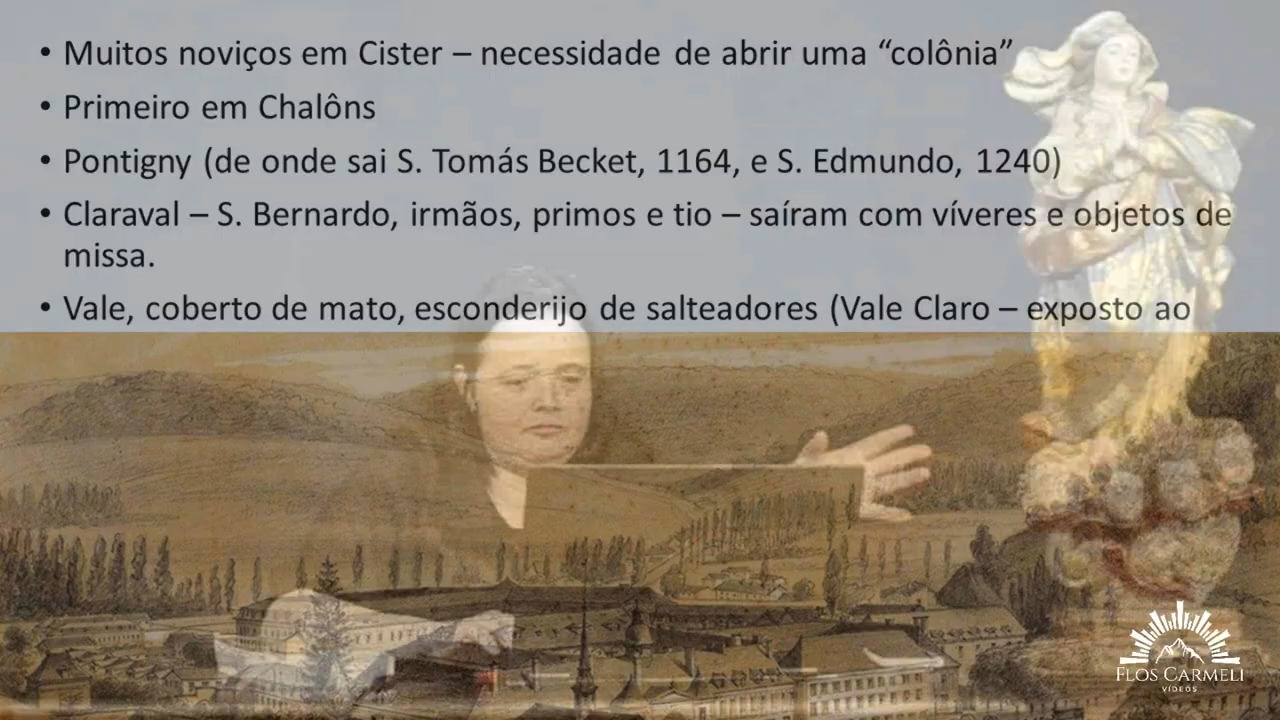 • Muitos noviços em Cister – necessidade de abrir uma “colônia”
• Primeiro em Chalôns
• Pontigny (de onde sai S. Tomás Becket, 1164, e S. Edmundo, 1240)
• Claraval – S. Bernardo, irmãos, primos e tio – saíram com víveres e objetos de
missa.
• Vale, coberto de mato, esconderijo de salteadores (Vale Claro – exposto ao
FLOS CARMELI
VÍDEOS